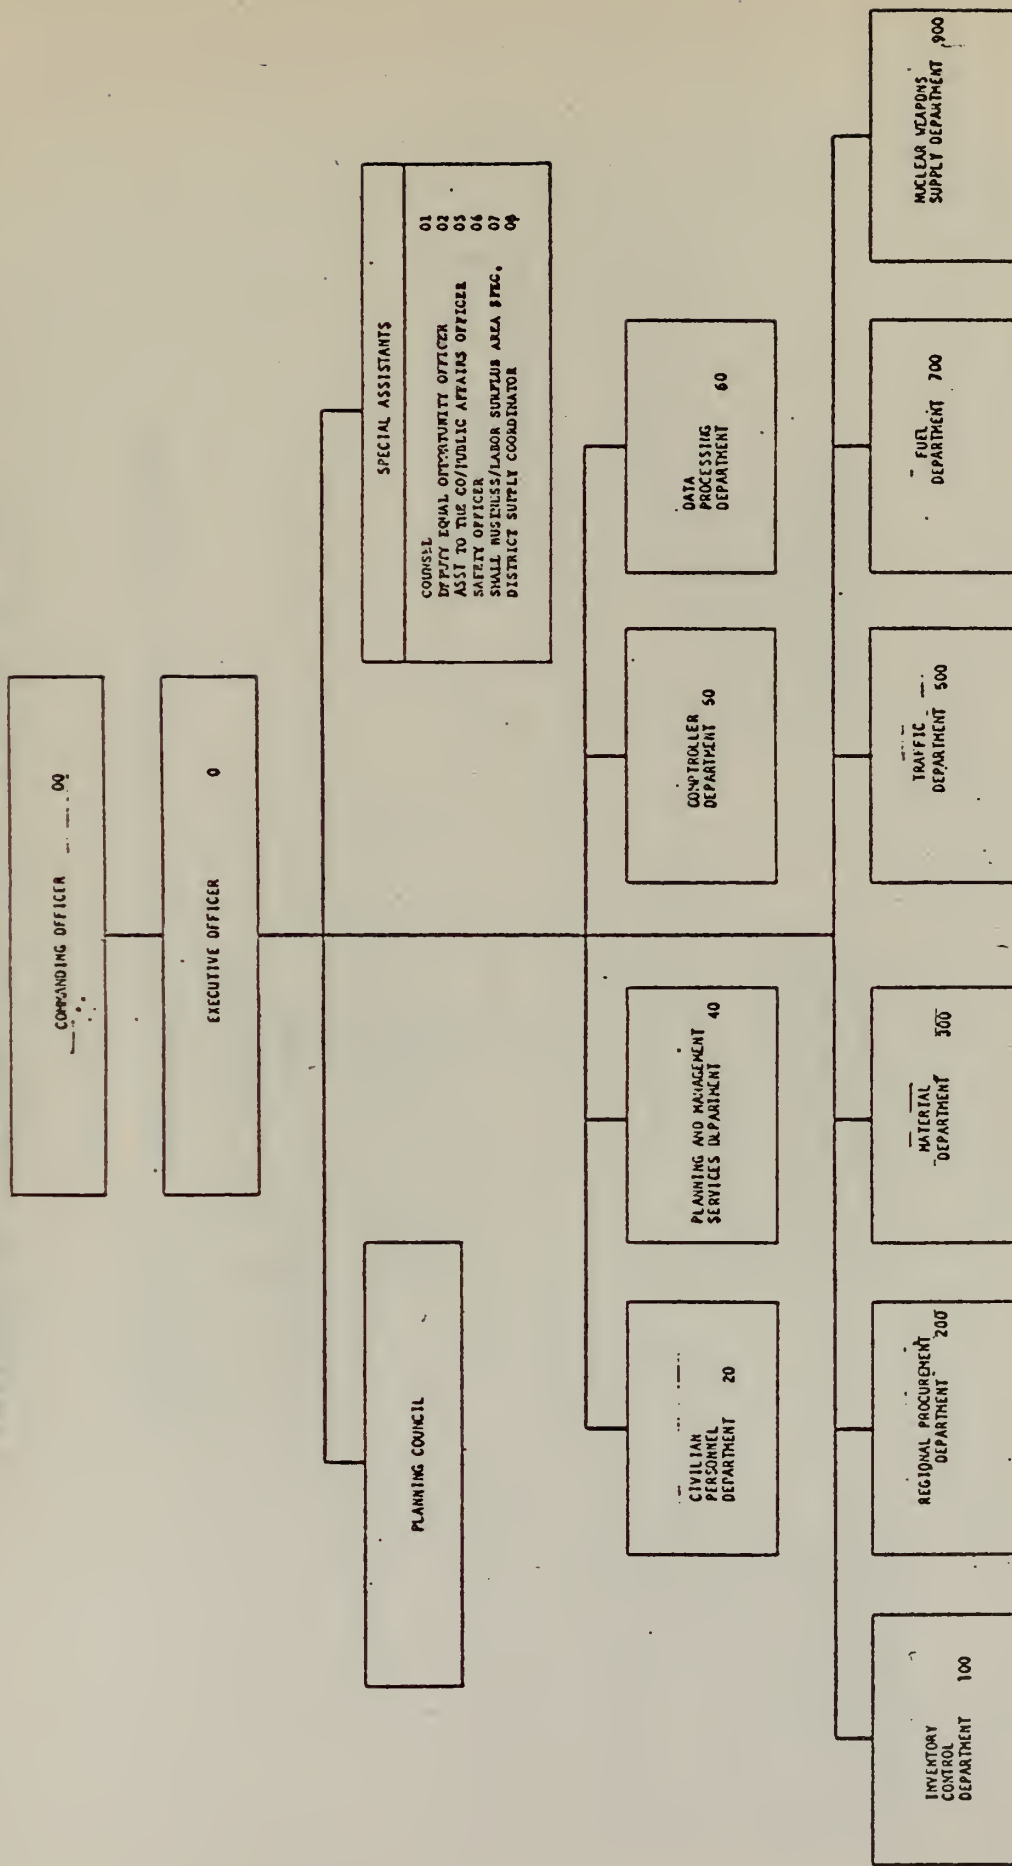 COMMANDING OFFICER 00
EXECUTIVE OFFICER 0
PLANNING COUNCIL
SPECIAL ASSISTANTS
COUNSEL 01
DEPUTY EQUAL OPPORTUNITY OFFICER 02
ASST TO THE CO/PUBLIC AFFAIRS OFFICER 05
SAFETY OFFICER 06
SMALL BUSINESS/LABOR SURPLUS AREA SPEC. 07
DISTRICT SUPPLY COORDINATOR
CIVILIAN
PERSONNEL
DEPARTMENT 20
PLANNING AND MANAGEMENT
SERVICES DEPARTMENT 40
COMPTROLLER
DEPARTMENT 50
DATA
PROCESSING
DEPARTMENT 60
INVENTORY
CONTROL
DEPARTMENT 100
REGIONAL PROCUREMENT
DEPARTMENT 200
MATERIAL
DEPARTMENT 300
TRAFFIC
DEPARTMENT 500
FUEL
DEPARTMENT 700
NUCLEAR WEAPONS
SUPPLY DEPARTMENT 900